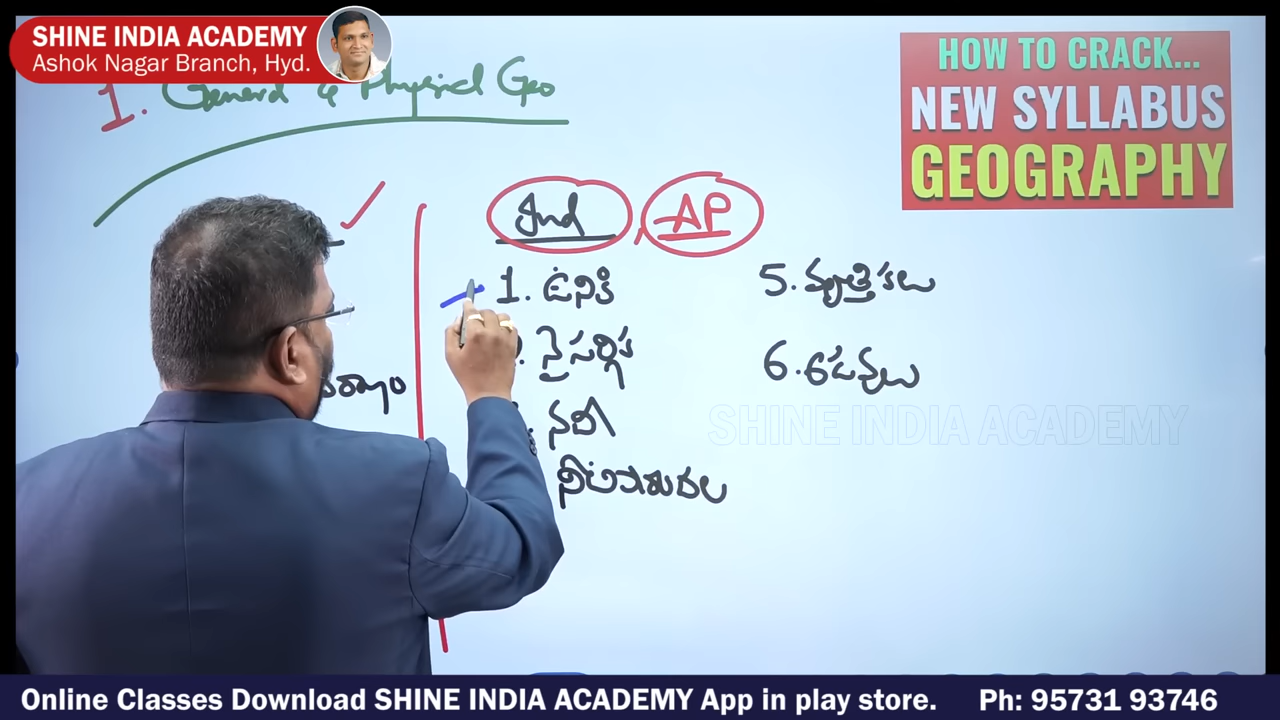 SHINE INDIA ACADEMY
Ashok Nagar Branch, Hyd.
HOW TO CRACK...
NEW SYLLABUS
GEOGRAPHY
1. General & Physical Geo
Ind, AP
1. ఉనికి
నైసర్గిక
నదీ
నీటిపారుదల
5. మృత్తికలు
6. అడవులు
SHINE INDIA ACADEMY
Online Classes Download SHINE INDIA ACADEMY App in play store. Ph: 95731 93746